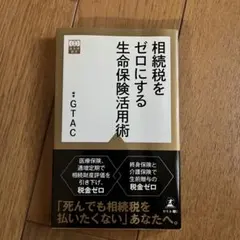 相続税を
ゼロにする
生命保険活用術
GTAC
医療保険、
逓増定期で
相続財産評価を
引き下げ、
税金ゼロ
終身保険と
介護保険で
生前贈与の
税金ゼロ
「死んでも相続税を
払いたくない」あなたへ。